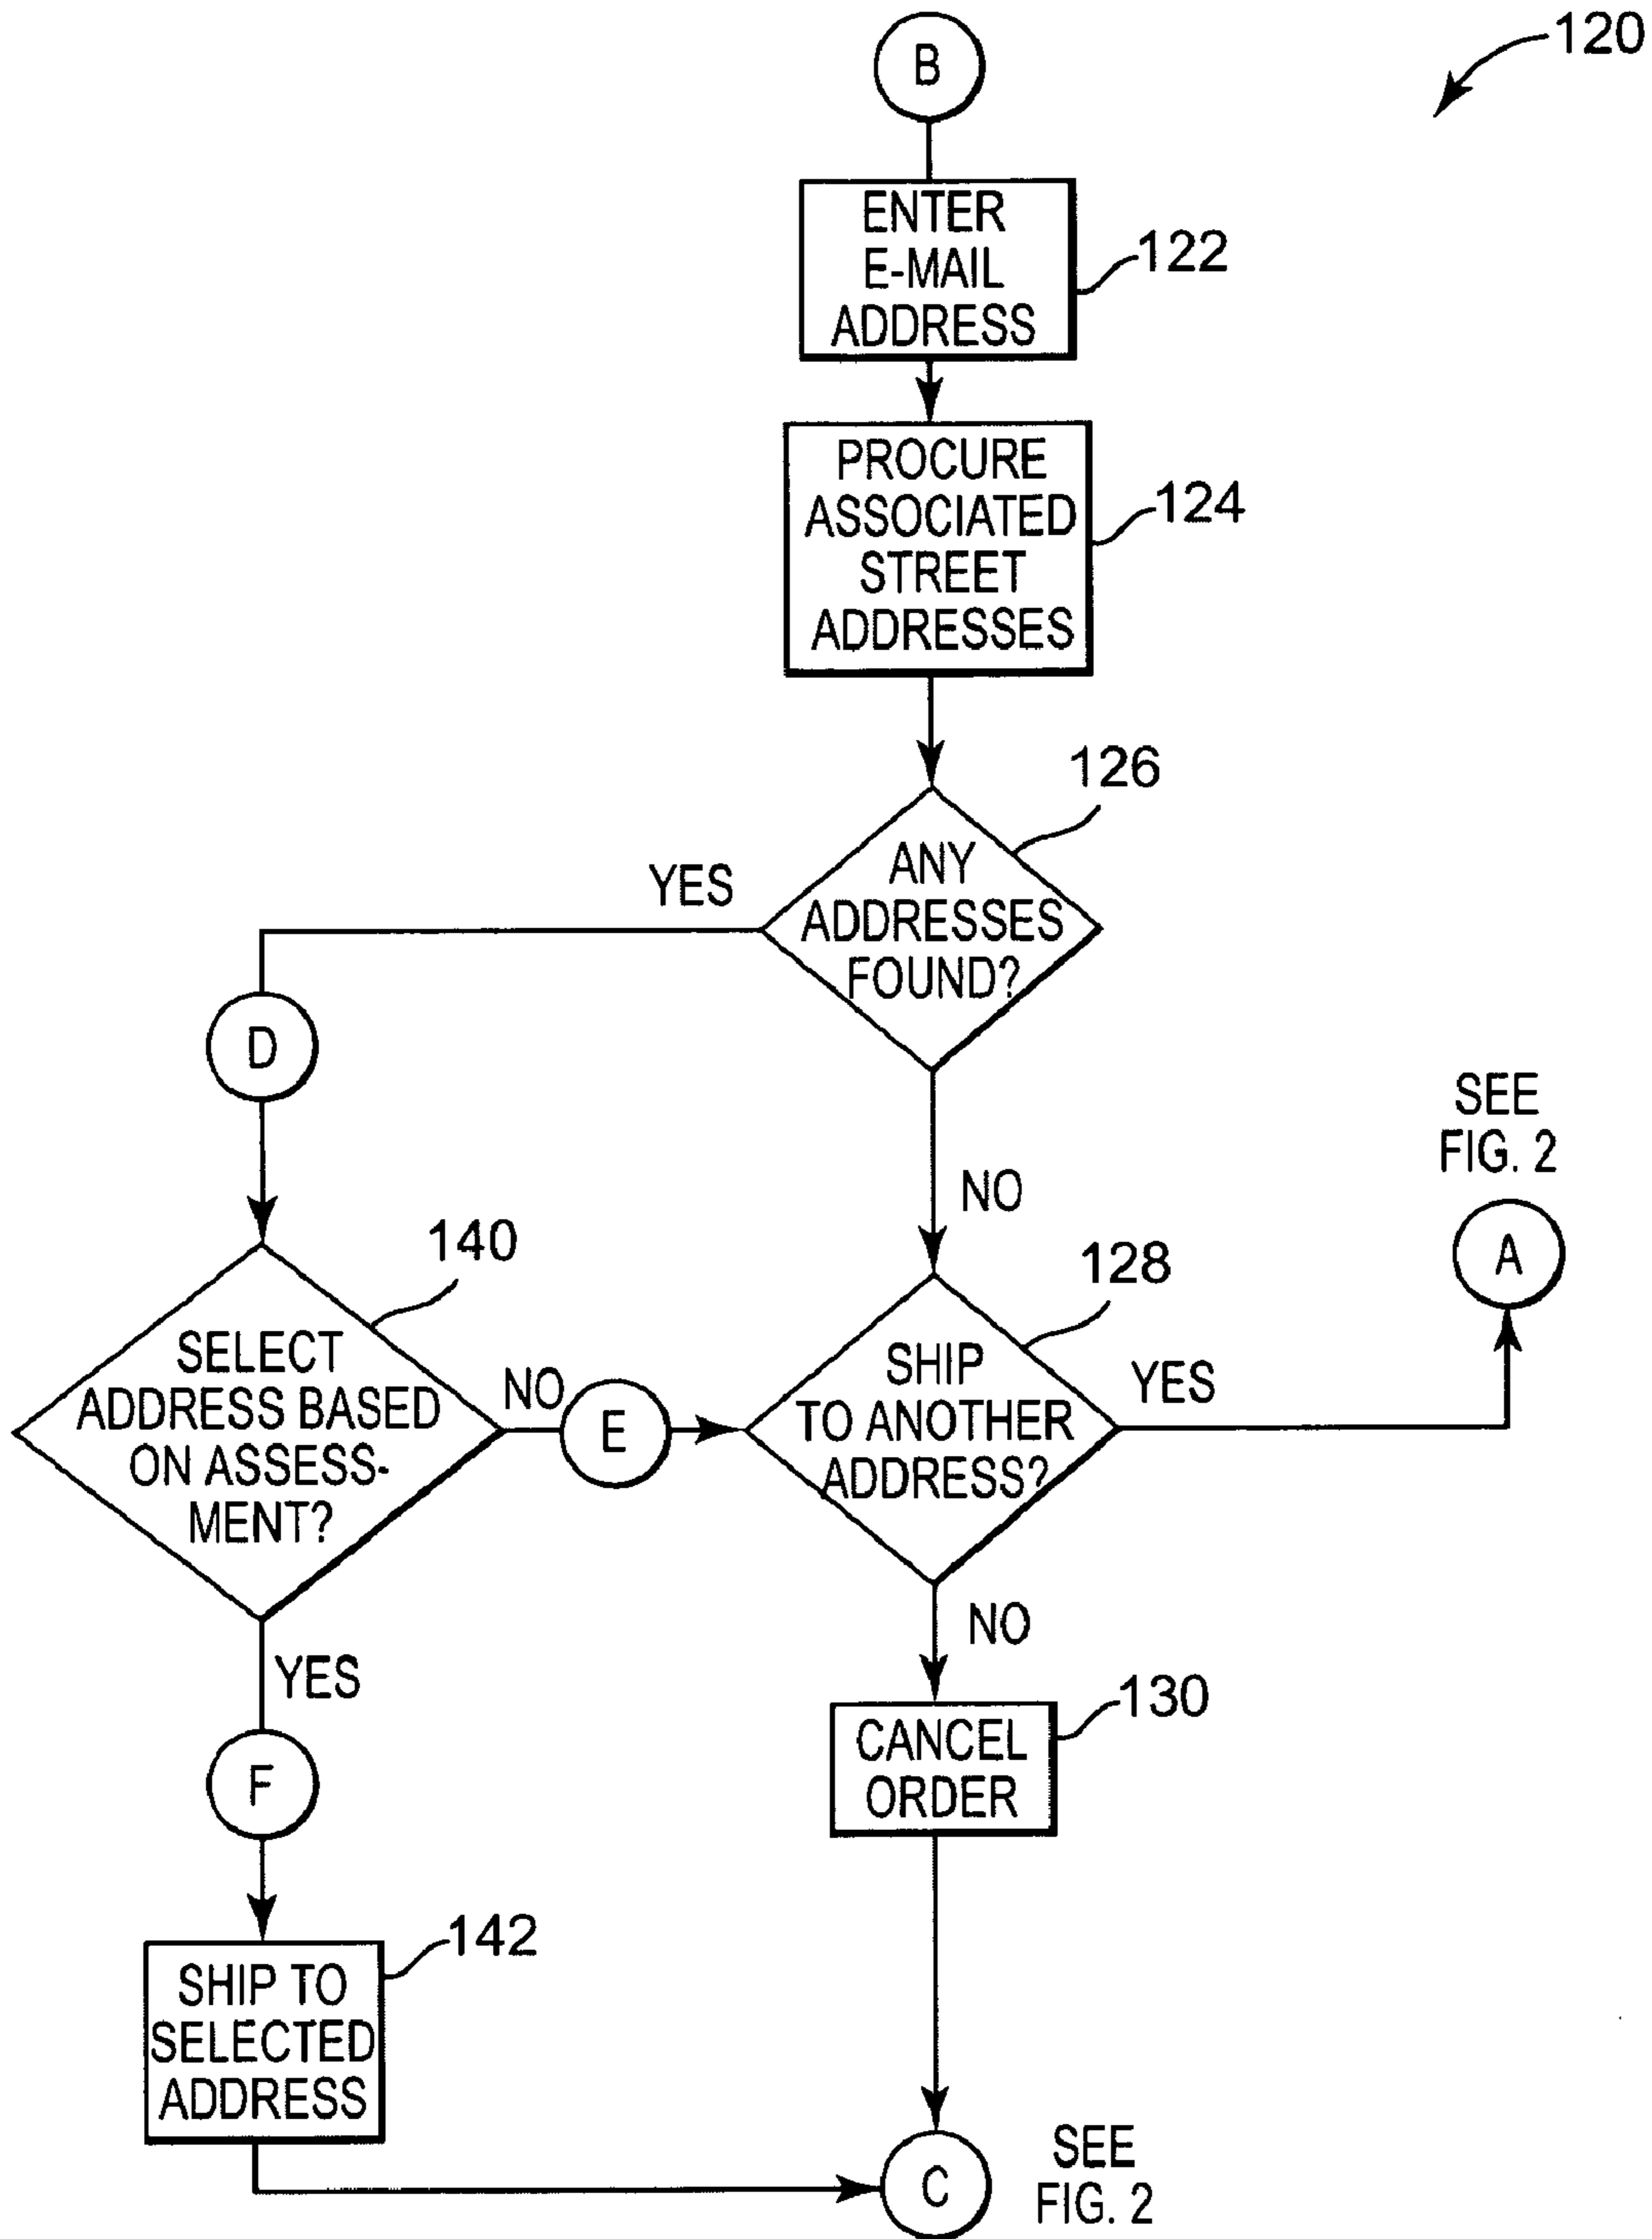 120
B
ENTER
E-MAIL
ADDRESS
122
PROCURE
ASSOCIATED
STREET
ADDRESSES
124
126
ANY
ADDRESSES
FOUND?
YES
D
NO
SEE
FIG. 2
A
140
SELECT
ADDRESS BASED
ON ASSESS-
MENT?
NO
E
128
SHIP
TO ANOTHER
ADDRESS?
YES
YES
F
NO
130
CANCEL
ORDER
142
SHIP TO
SELECTED
ADDRESS
C
SEE
FIG. 2